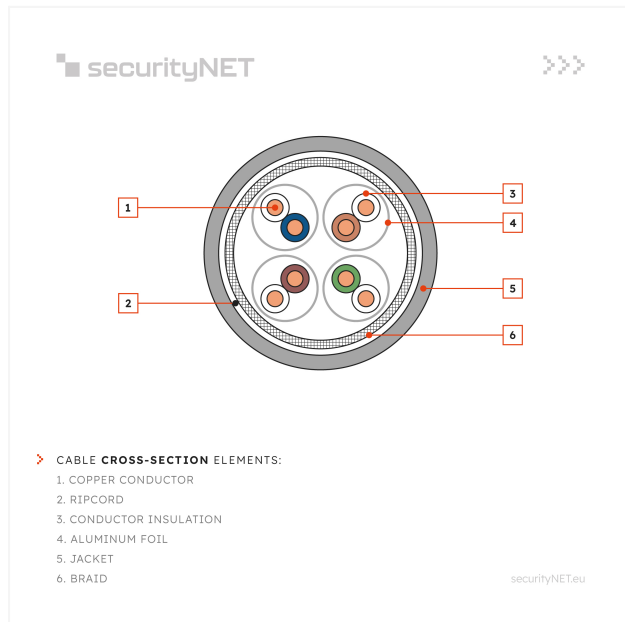 securityNET
1
3
4
2
5
6
CABLE CROSS-SECTION ELEMENTS:
1. COPPER CONDUCTOR
2. RIPCORD
3. CONDUCTOR INSULATION
4. ALUMINUM FOIL
5. JACKET
6. BRAID
securityNET.eu